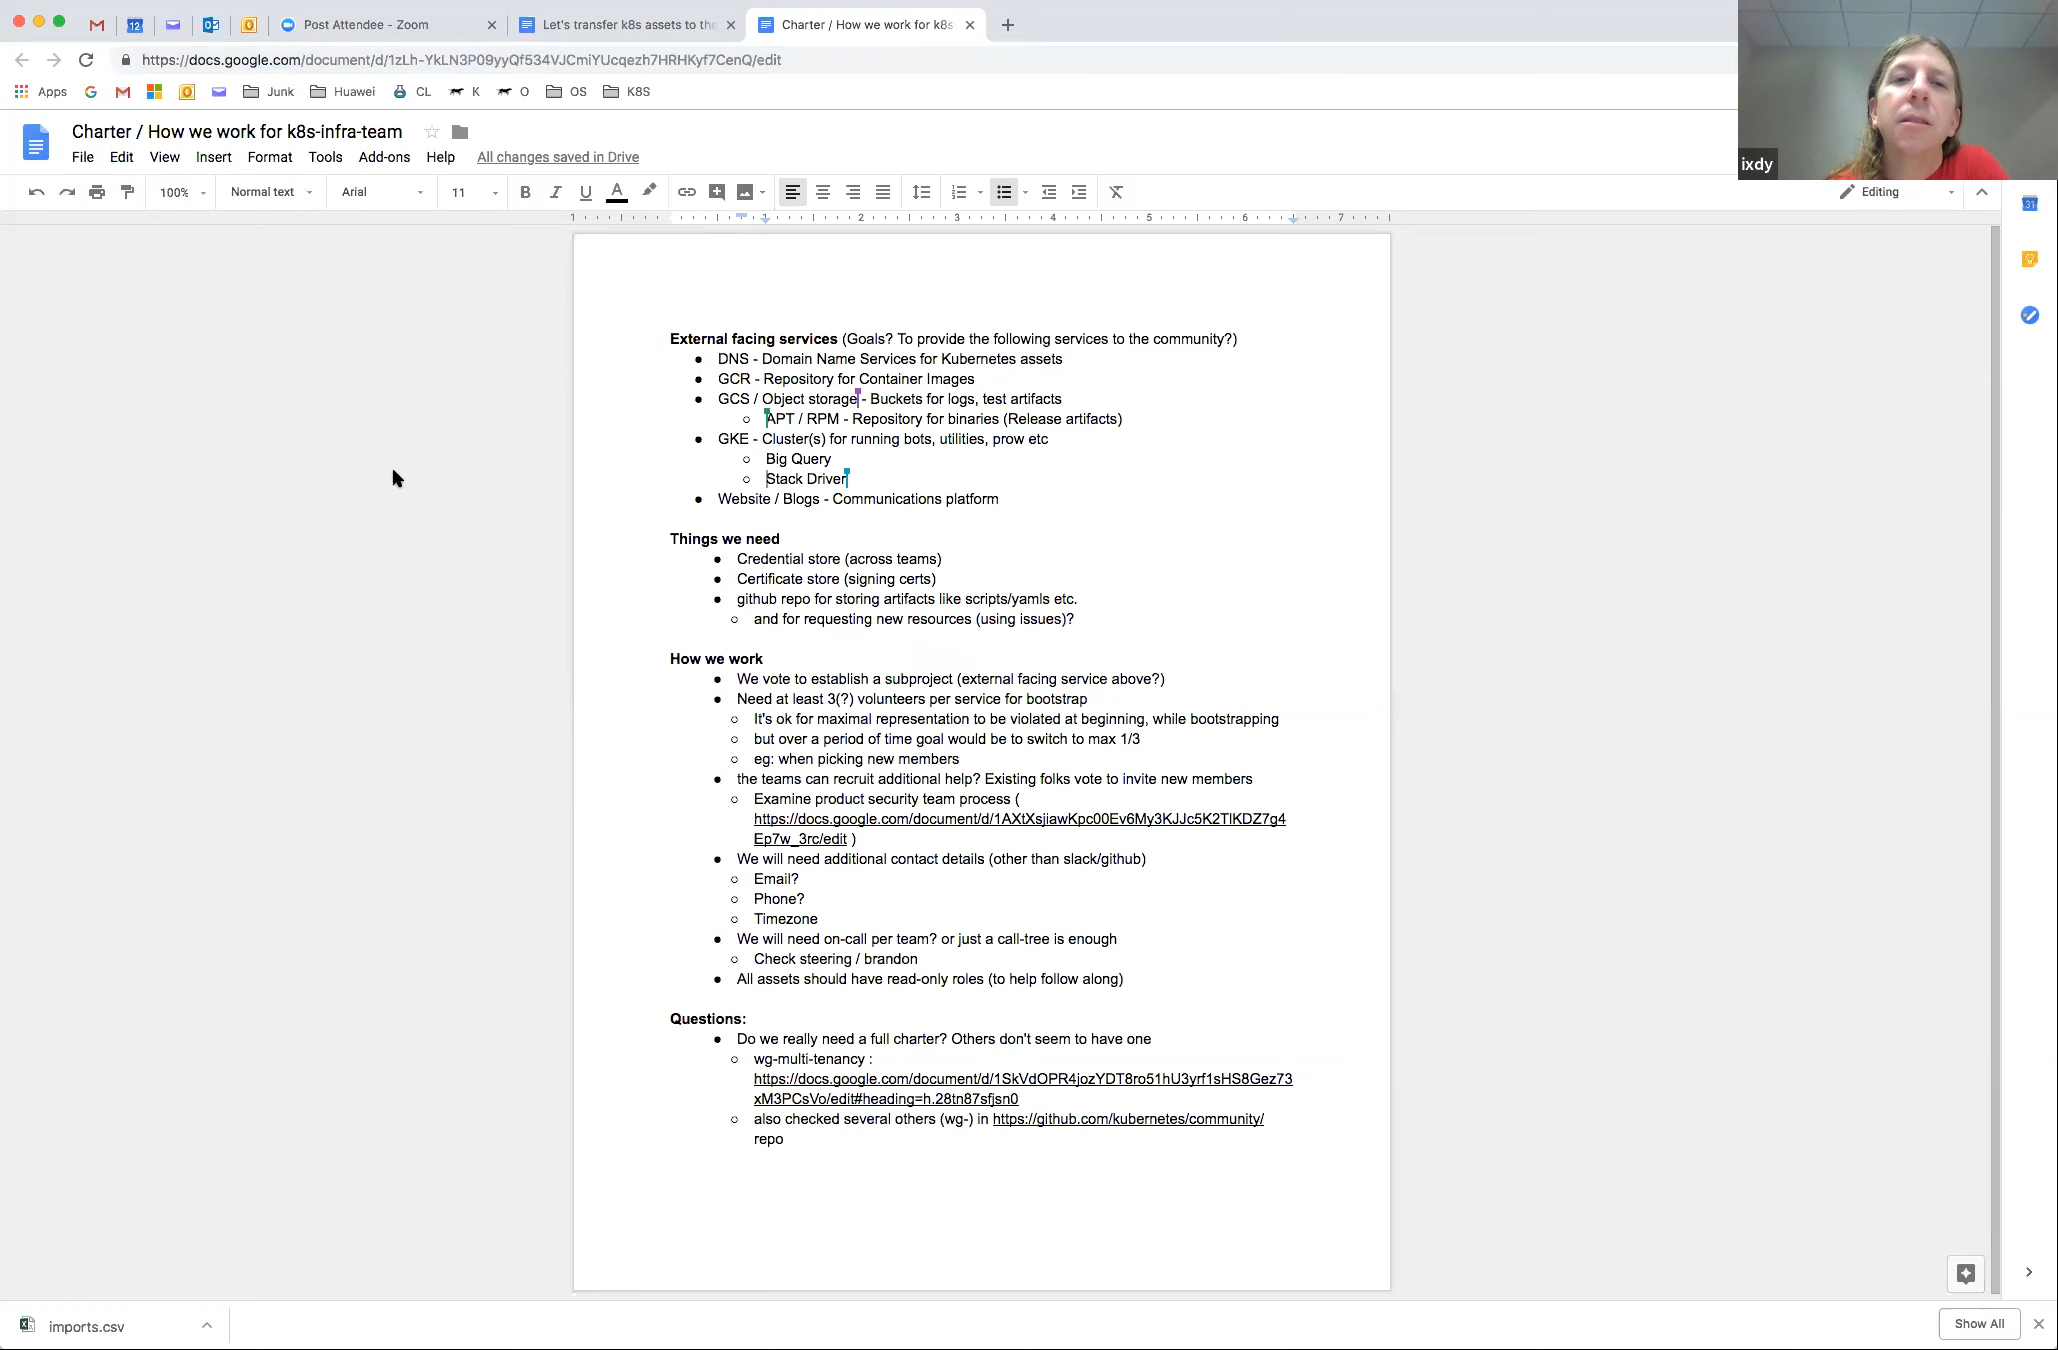 Post Attendee - Zoom
Let's transfer k8s assets to the
Charter / How we work for k8s-
https://docs.google.com/document/d/1zLh-YkLN3P09yyQf534VJCmiYUcqezh7HRHKyf7CenQ/edit
Apps
Junk
Huawei
CL
K
O
OS
K8S
ixdy
Charter / How we work for k8s-infra-team
File Edit View Insert Format Tools Add-ons Help All changes saved in Drive
100% Normal text Arial 11 B I U A Editing
1 1 2 3 4 5 6 7
31
External facing services (Goals? To provide the following services to the community?)
● DNS - Domain Name Services for Kubernetes assets
● GCR - Repository for Container Images
● GCS / Object storage - Buckets for logs, test artifacts
○ APT / RPM - Repository for binaries (Release artifacts)
● GKE - Cluster(s) for running bots, utilities, prow etc
○ Big Query
○ Stack Driver
● Website / Blogs - Communications platform
Things we need
● Credential store (across teams)
● Certificate store (signing certs)
● github repo for storing artifacts like scripts/yamls etc.
○ and for requesting new resources (using issues)?
How we work
● We vote to establish a subproject (external facing service above?)
● Need at least 3(?) volunteers per service for bootstrap
○ It's ok for maximal representation to be violated at beginning, while bootstrapping
○ but over a period of time goal would be to switch to max 1/3
○ eg: when picking new members
● the teams can recruit additional help? Existing folks vote to invite new members
○ Examine product security team process (
https://docs.google.com/document/d/1AXtXsjiawKpc00Ev6My3KJJc5K2TlKDZ7g4
Ep7w_3rc/edit )
● We will need additional contact details (other than slack/github)
○ Email?
○ Phone?
○ Timezone
● We will need on-call per team? or just a call-tree is enough
○ Check steering / brandon
● All assets should have read-only roles (to help follow along)
Questions:
● Do we really need a full charter? Others don't seem to have one
○ wg-multi-tenancy :
https://docs.google.com/document/d/1SkVdOPR4jozYDT8ro51hU3yrf1sHS8Gez73
xM3PCsVo/edit#heading=h.28tn87sfjsn0
○ also checked several others (wg-) in https://github.com/kubernetes/community/
repo
imports.csv
Show All